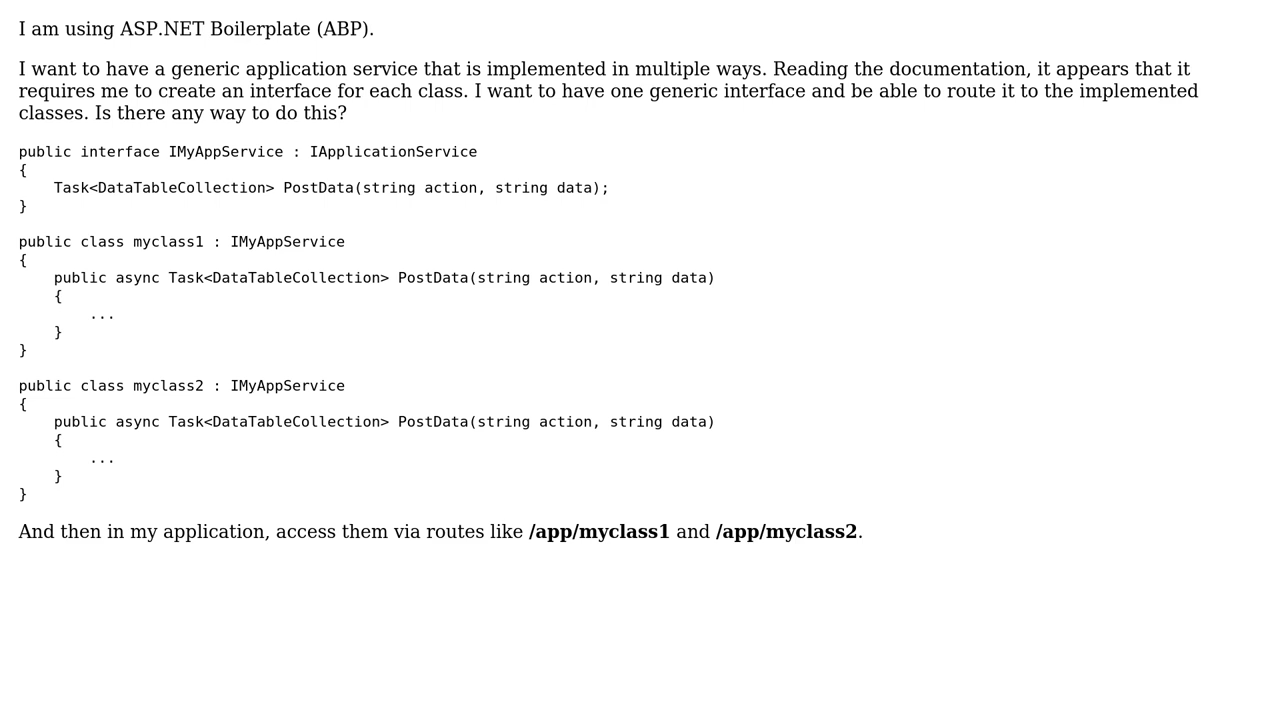 I am using ASP.NET Boilerplate (ABP).
I want to have a generic application service that is implemented in multiple ways. Reading the documentation, it appears that it
requires me to create an interface for each class. I want to have one generic interface and be able to route it to the implemented
classes. Is there any way to do this?
public interface IMyAppService : IApplicationService
{
    Task<DataTableCollection> PostData(string action, string data);
}
public class myclass1 : IMyAppService
{
    public async Task<DataTableCollection> PostData(string action, string data)
    {
        ...
    }
}
public class myclass2 : IMyAppService
{
    public async Task<DataTableCollection> PostData(string action, string data)
    {
        ...
    }
}
And then in my application, access them via routes like /app/myclass1 and /app/myclass2.